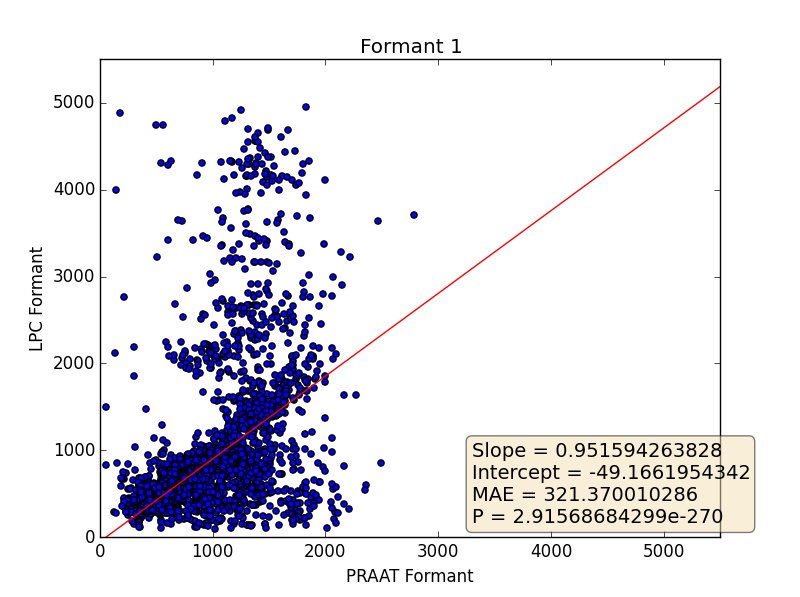 Formant 1
5000
4000
3000
2000
1000
0
LPC Formant
Slope = 0.951594263828
Intercept = -49.1661954342
MAE = 321.370010286
P = 2.91568684299e-270
0 1000 2000 3000 4000 5000
PRAAT Formant